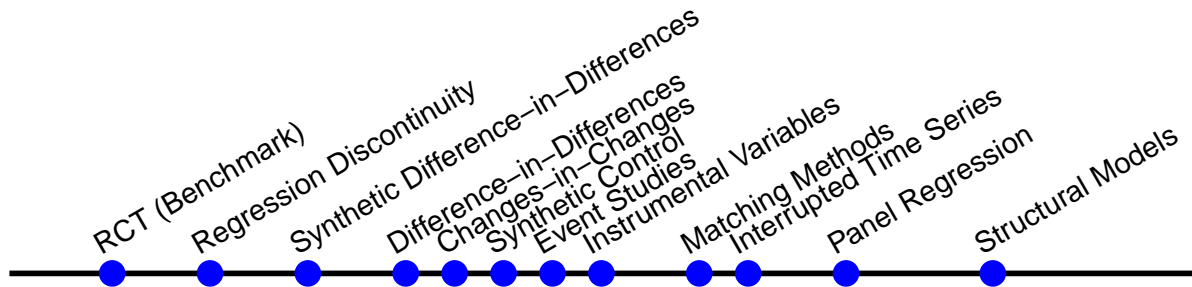 RCT (Benchmark)
Regression Discontinuity
Synthetic Difference−in−Differences
Difference−in−Differences
Changes−in−Changes
Synthetic Control
Event Studies
Instrumental Variables
Matching Methods
Interrupted Time Series
Panel Regression
Structural Models